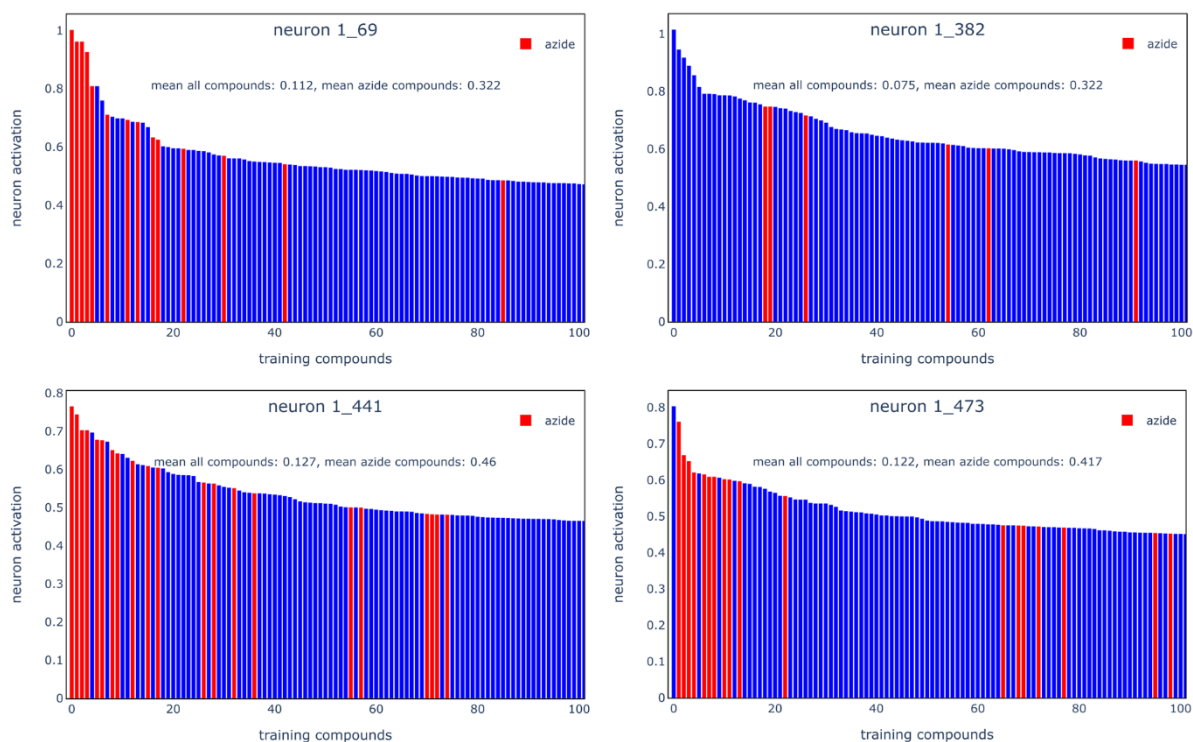 neuron 1_69
azide
mean all compounds: 0.112, mean azide compounds: 0.322
neuron activation
1
0.8
0.6
0.4
0.2
0
0 20 40 60 80 100
training compounds
neuron 1_382
azide
mean all compounds: 0.075, mean azide compounds: 0.322
neuron activation
1
0.8
0.6
0.4
0.2
0
0 20 40 60 80 100
training compounds
neuron 1_441
azide
mean all compounds: 0.127, mean azide compounds: 0.46
neuron activation
0.8
0.7
0.6
0.5
0.4
0.3
0.2
0.1
0
0 20 40 60 80 100
training compounds
neuron 1_473
azide
mean all compounds: 0.122, mean azide compounds: 0.417
neuron activation
0.8
0.7
0.6
0.5
0.4
0.3
0.2
0.1
0
0 20 40 60 80 100
training compounds